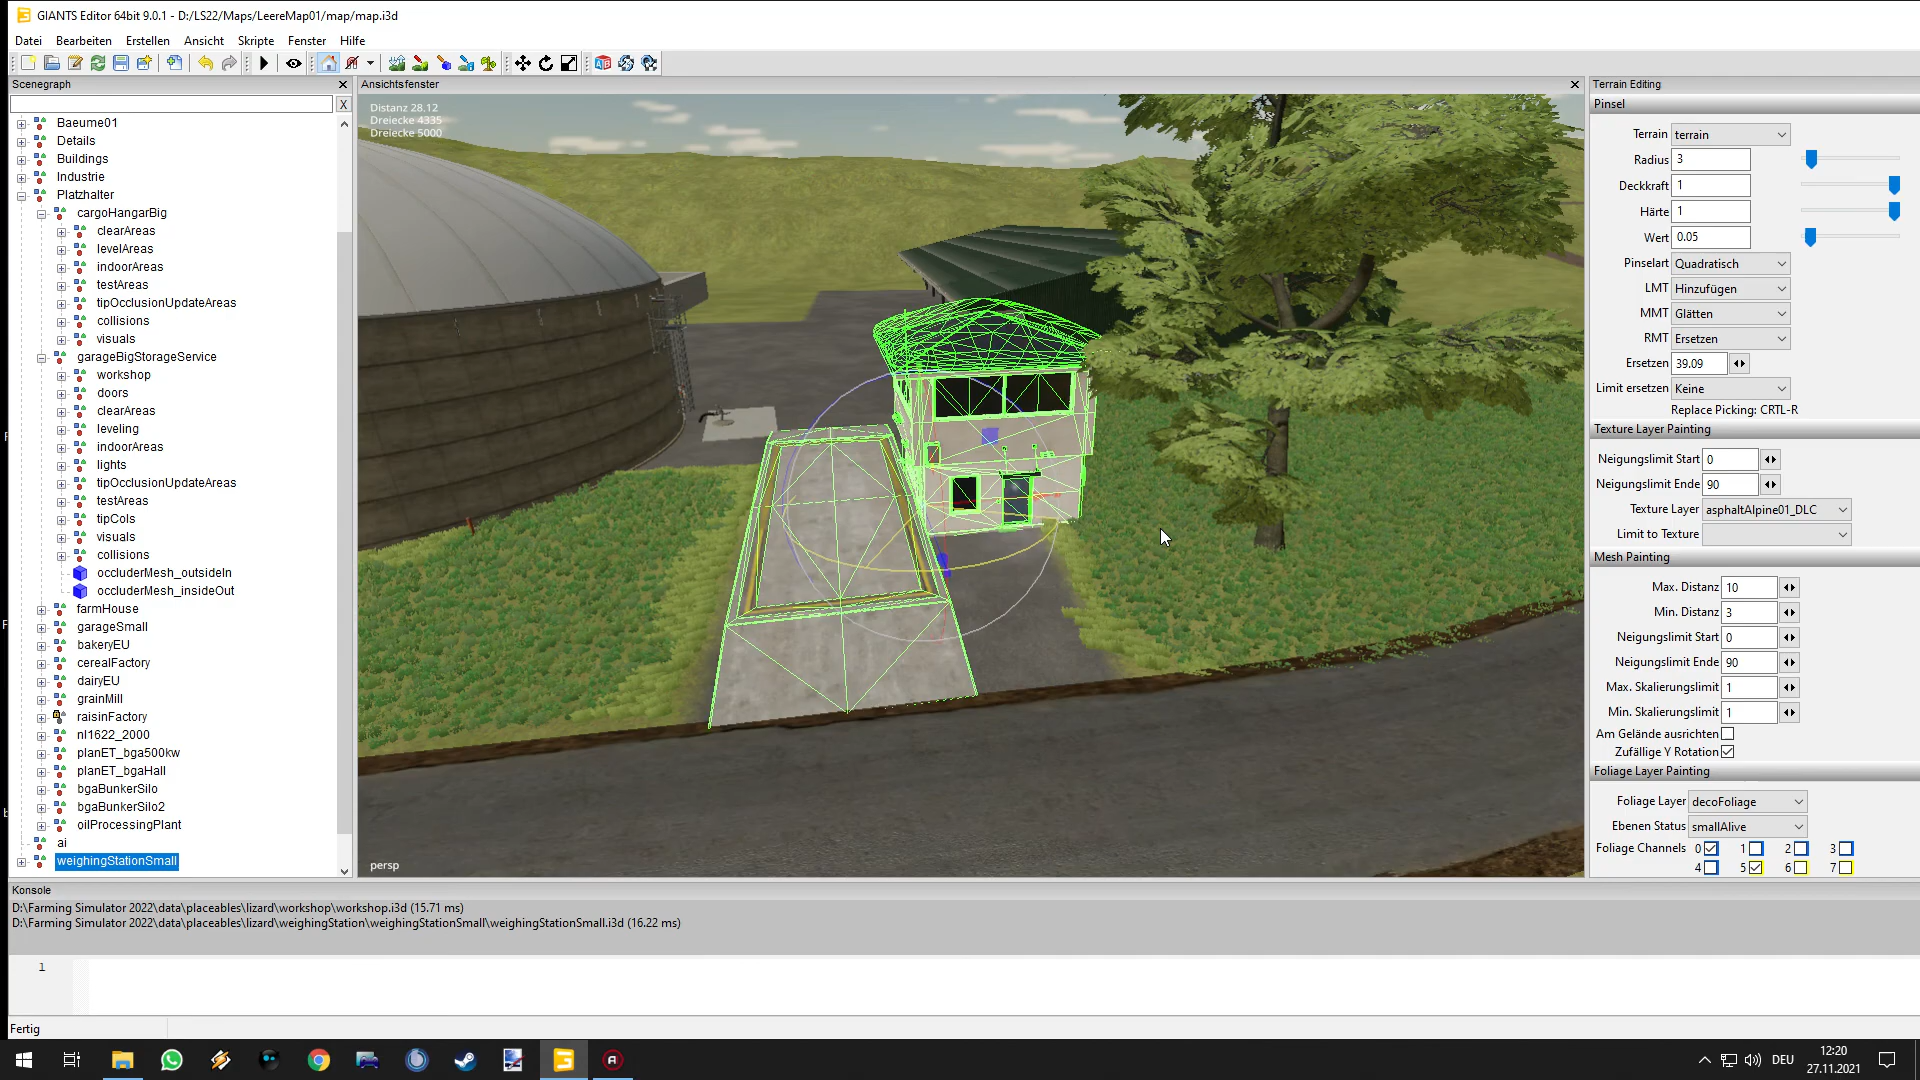 GIANTS Editor 64bit 9.0.1 - D:/LS22/Maps/LeereMap01/map/map.i3d
Datei Bearbeiten Erstellen Ansicht Skripte Fenster Hilfe
Scenegraph
X
Baeume01
Details
Buildings
Industrie
Platzhalter
cargoHangarBig
clearAreas
levelAreas
indoorAreas
testAreas
tipOcclusionUpdateAreas
collisions
visuals
garageBigStorageService
workshop
doors
clearAreas
leveling
indoorAreas
lights
tipOcclusionUpdateAreas
testAreas
tipCols
visuals
collisions
occluderMesh_outsideIn
occluderMesh_insideOut
farmHouse
garageSmall
bakeryEU
cerealFactory
dairyEU
grainMill
raisinFactory
nl1622_2000
planET_bga500kw
planET_bgaHall
bgaBunkerSilo
bgaBunkerSilo2
oilProcessingPlant
ai
weighingStationSmall
Ansichtsfenster
Distanz 28.12
Dreiecke 4335
Dreiecke 5000
persp
Terrain Editing
Pinsel
Terrain terrain
Radius 3
Deckkraft 1
Härte 1
Wert 0.05
Pinselart Quadratisch
LMT Hinzufügen
MMT Glätten
RMT Ersetzen
Ersetzen 39.09
Limit ersetzen Keine
Replace Picking: CRTL-R
Texture Layer Painting
Neigungslimit Start 0
Neigungslimit Ende 90
Texture Layer asphaltAlpine01_DLC
Limit to Texture
Mesh Painting
Max. Distanz 10
Min. Distanz 3
Neigungslimit Start 0
Neigungslimit Ende 90
Max. Skalierungslimit 1
Min. Skalierungslimit 1
Am Gelände ausrichten
Zufällige Y Rotation
Foliage Layer Painting
Foliage Layer decoFoliage
Ebenen Status smallAlive
Foliage Channels 0 1 2 3
4 5 6 7
Konsole
D:\Farming Simulator 2022\data\placeables\lizard\workshop\workshop.i3d (15.71 ms)
D:\Farming Simulator 2022\data\placeables\lizard\weighingStation\weighingStationSmall\weighingStationSmall.i3d (16.22 ms)
1
Fertig
DEU
12:20
27.11.2021